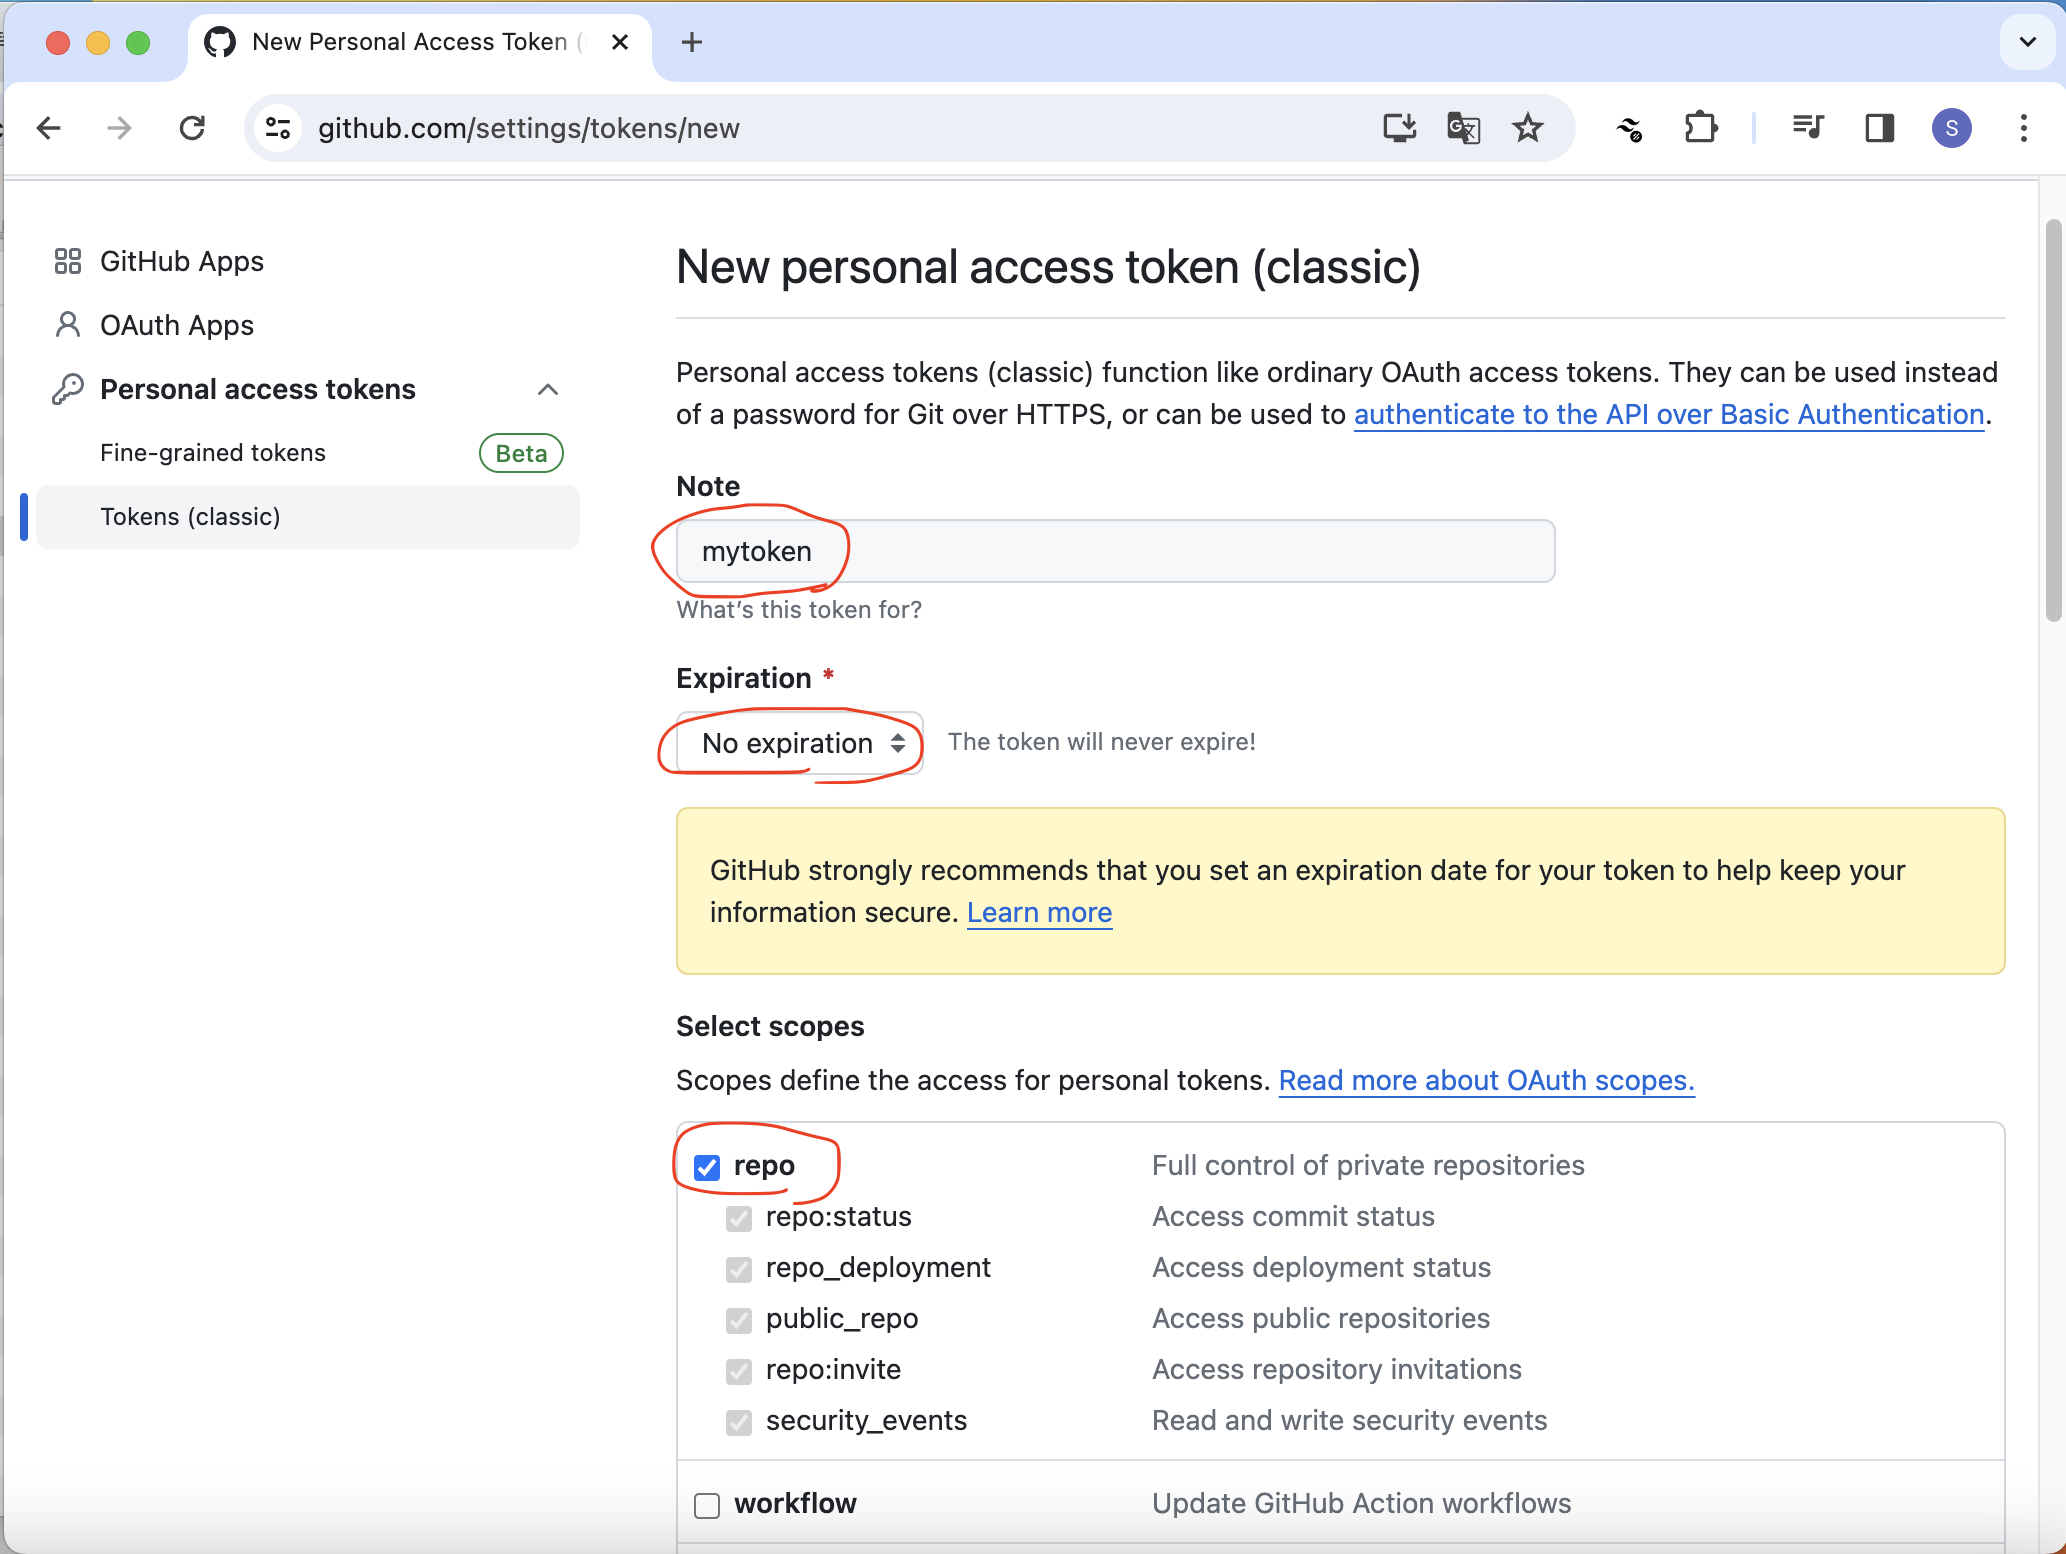 New Personal Access Token (
github.com/settings/tokens/new
S
GitHub Apps
OAuth Apps
Personal access tokens
Fine-grained tokens Beta
Tokens (classic)
New personal access token (classic)
Personal access tokens (classic) function like ordinary OAuth access tokens. They can be used instead
of a password for Git over HTTPS, or can be used to authenticate to the API over Basic Authentication.
Note
mytoken
What's this token for?
Expiration *
No expiration The token will never expire!
GitHub strongly recommends that you set an expiration date for your token to help keep your
information secure. Learn more
Select scopes
Scopes define the access for personal tokens. Read more about OAuth scopes.
repo Full control of private repositories
repo:status Access commit status
repo_deployment Access deployment status
public_repo Access public repositories
repo:invite Access repository invitations
security_events Read and write security events
workflow Update GitHub Action workflows